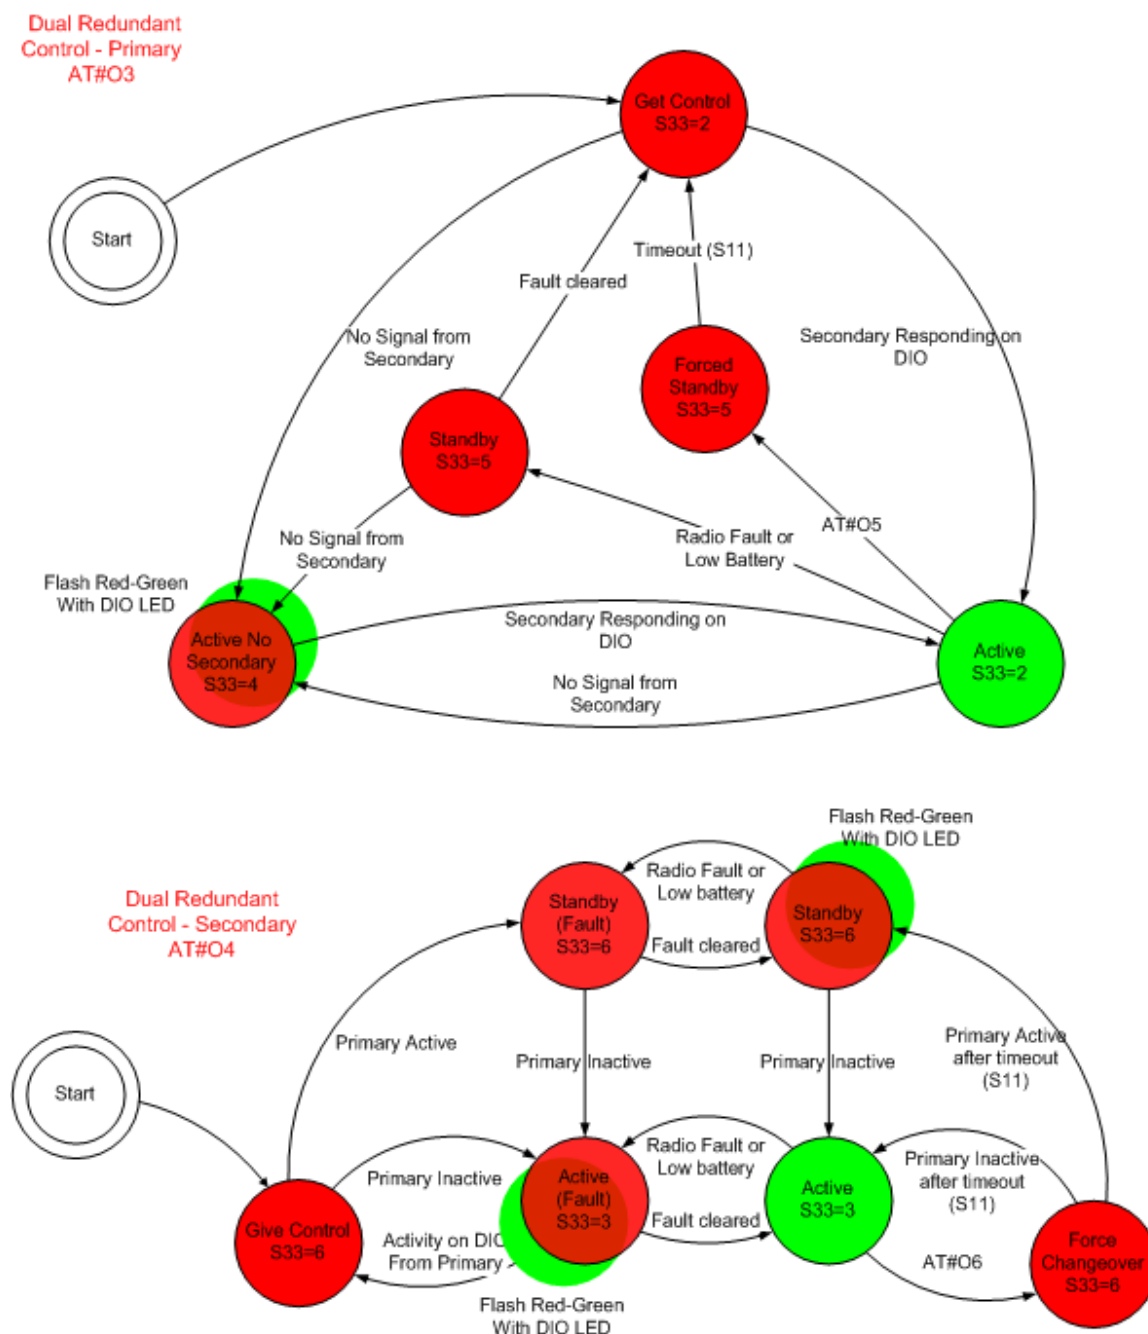 Dual Redundant
Control - Primary
AT#O3
Get Control
S33=2
Start
Timeout (S11)
Fault cleared
No Signal from
Secondary
Secondary Responding on
DIO
Forced
Standby
S33=5
Standby
S33=5
AT#O5
Radio Fault or
Low Battery
No Signal from
Secondary
Flash Red-Green
With DIO LED
Active No
Secondary
S33=4
Secondary Responding on
DIO
Active
S33=2
No Signal from
Secondary
Flash Red-Green
With DIO LED
Dual Redundant
Control - Secondary
AT#O4
Radio Fault or
Low battery
Standby
(Fault)
S33=6
Standby
S33=6
Fault cleared
Primary Active
Primary Inactive
Primary Inactive
Primary Active
after timeout
(S11)
Start
Primary Inactive
Active
(Fault)
S33=3
Radio Fault or
Low battery
Active
S33=3
Primary Inactive
after timeout
(S11)
Fault cleared
Give Control
S33=6
Activity on DIO
From Primary
AT#O6
Force
Changeover
S33=6
Flash Red-Green
With DIO LED